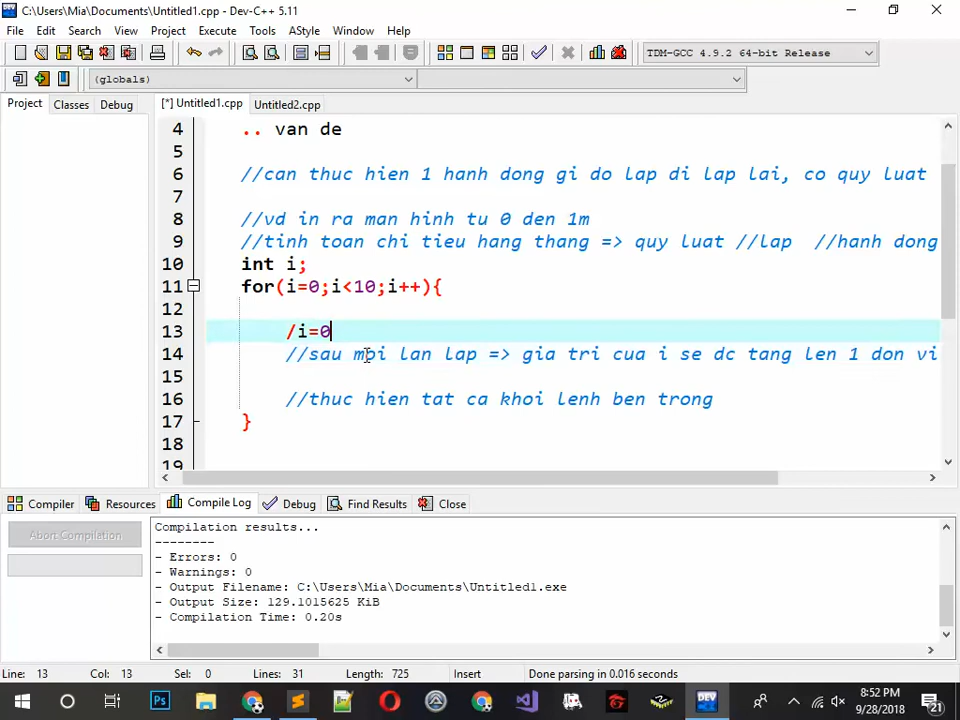 C:\Users\Mia\Documents\Untitled1.cpp - Dev-C++ 5.11
File Edit Search View Project Execute Tools AStyle Window Help
TDM-GCC 4.9.2 64-bit Release
(globals)
Project Classes Debug [*] Untitled1.cpp Untitled2.cpp
4 .. van de
5
6 //can thuc hien 1 hanh dong gi do lap di lap lai, co quy luat
7
8 //vd in ra man hinh tu 0 den 1m
9 //tinh toan chi tieu hang thang => quy luat //lap //hanh dong
10 int i;
11 for(i=0;i<10;i++){
12
13 /i=0
14 //sau moi lan lap => gia tri cua i se dc tang len 1 don vi
15
16 //thuc hien tat ca khoi lenh ben trong
17 }
18
19
Compiler Resources Compile Log Debug Find Results Close
Abort Compilation
Compilation results...
--------
- Errors: 0
- Warnings: 0
- Output Filename: C:\Users\Mia\Documents\Untitled1.exe
- Output Size: 129.1015625 KiB
- Compilation Time: 0.20s
Line: 13 Col: 13 Sel: 0 Lines: 31 Length: 725 Insert Done parsing in 0.016 seconds
Ps DEV 8:52 PM
9/28/2018 21